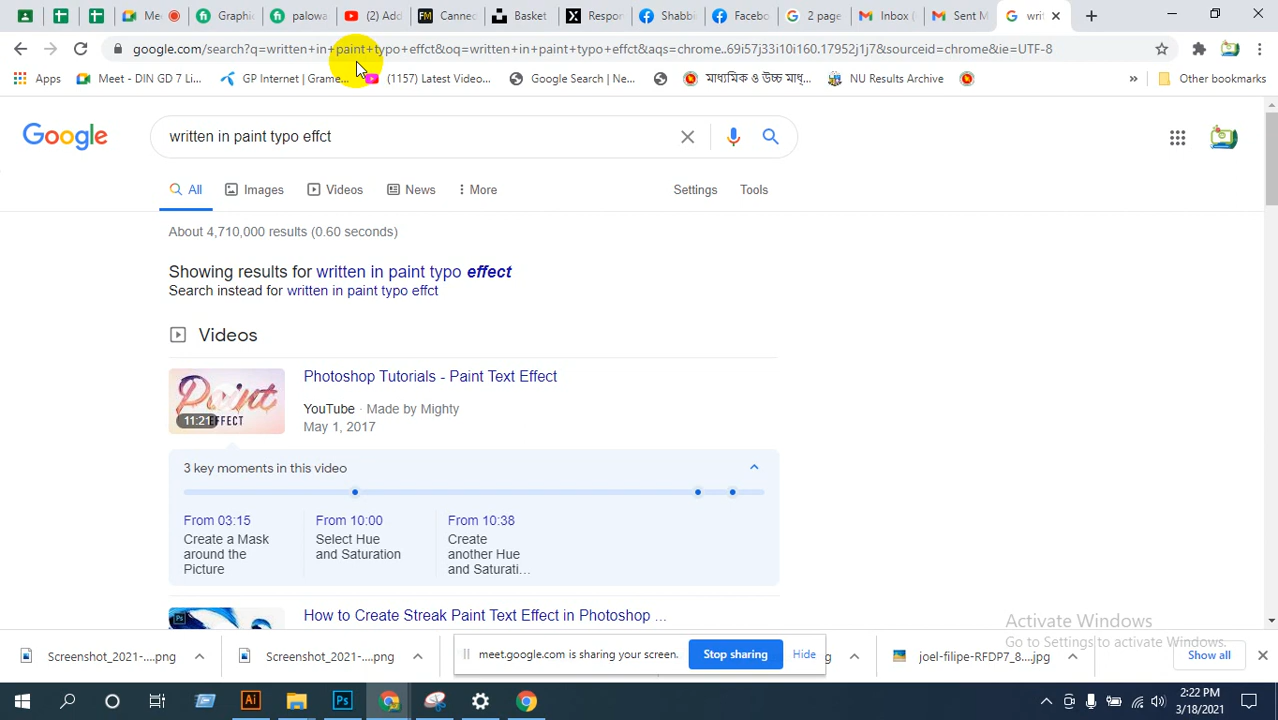 Me
Graphi
palowa
(2) Add
Connec
Basket
Respor
Shabbi
Facebo
2 page
Inbox (
Sent M
writ
google.com/search?q=written+in+paint+typo+effct&oq=written+in+paint+typo+effct&aqs=chrome..69i57j33i10i160.17952j1j7&sourceid=chrome&ie=UTF-8
Apps
Meet - DIN GD 7 Li...
GP Internet | Grame...
(1157) Latest Video...
Google Search | Ne...
মাধ্যমিক ও উচ্চ মাধ্...
NU Results Archive
»
Other bookmarks
Google
written in paint typo effct
All
Images
Videos
News
More
Settings
Tools
About 4,710,000 results (0.60 seconds)
Showing results for written in paint typo effect
Search instead for written in paint typo effct
Videos
Paint
EFFECT
11:21
Photoshop Tutorials - Paint Text Effect
YouTube · Made by Mighty
May 1, 2017
3 key moments in this video
From 03:15
Create a Mask
around the
Picture
From 10:00
Select Hue
and Saturation
From 10:38
Create
another Hue
and Saturati...
Ps
How to Create Streak Paint Text Effect in Photoshop ...
Activate Windows
Go to Settings to activate Windows.
Screenshot_2021-....png
Screenshot_2021-....png
meet.google.com is sharing your screen.
Stop sharing
Hide
g
joel-filipe-RFDP7_8....jpg
Show all
Ai
Ps
2:22 PM
3/18/2021